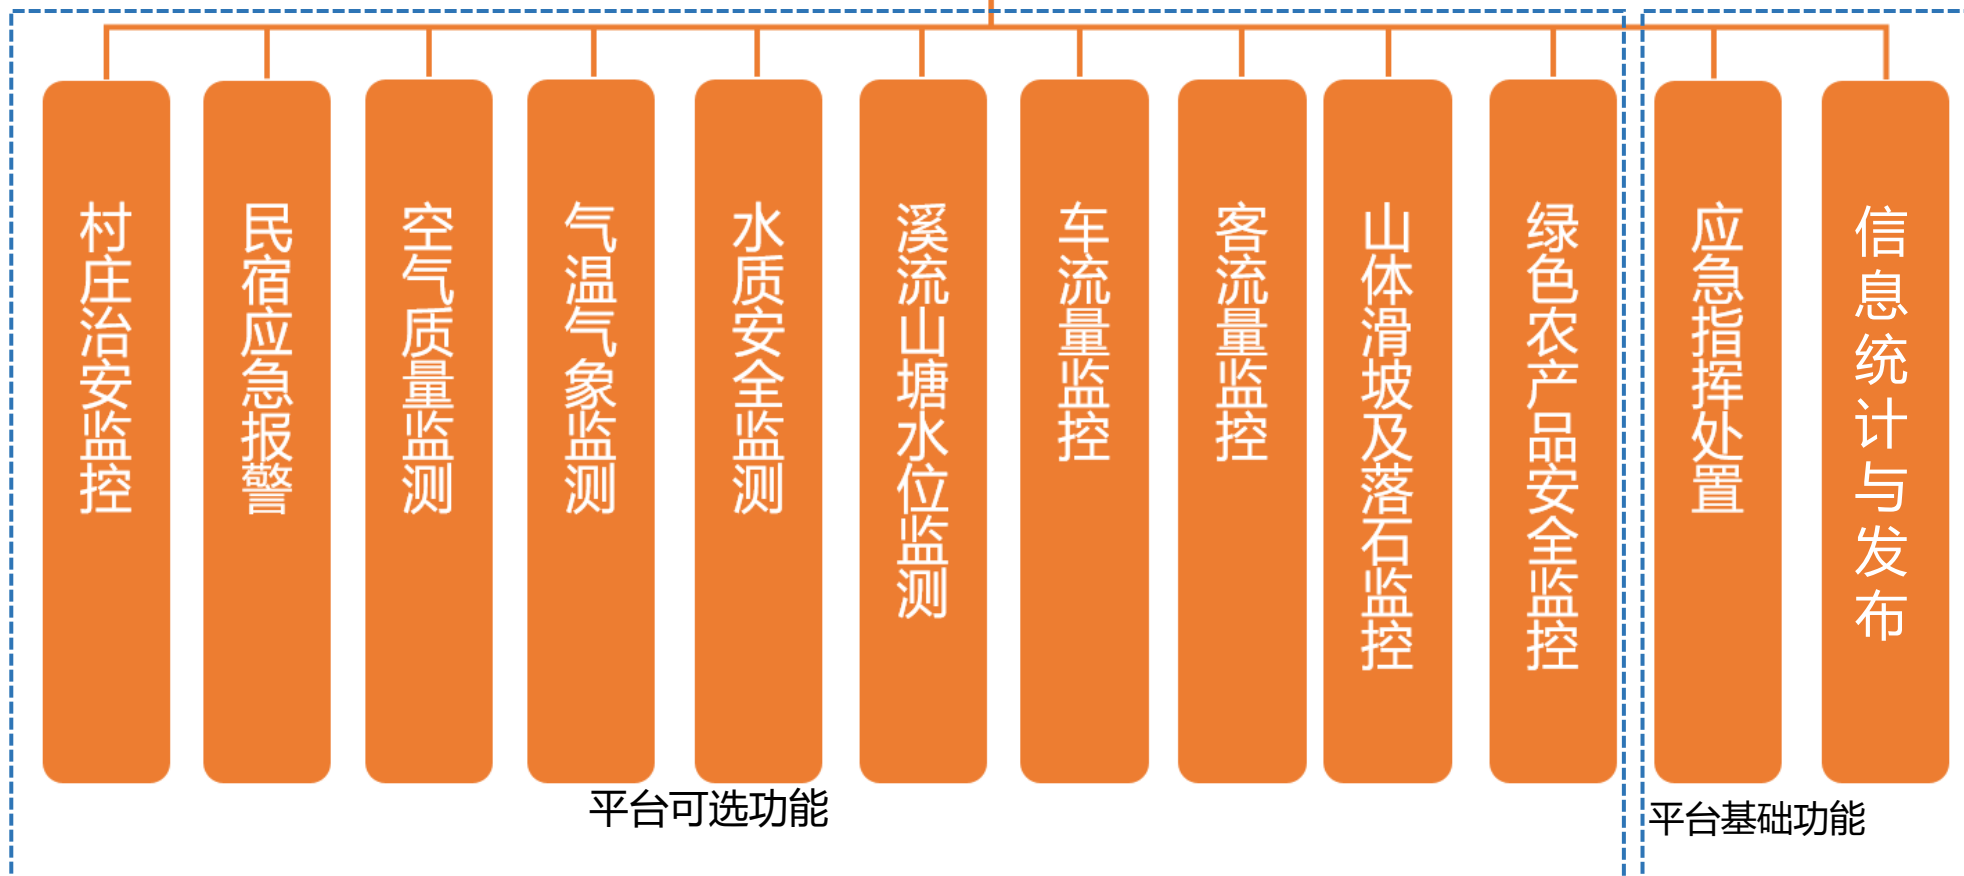 村庄治安监控
民宿应急报警
空气质量监测
气温气象监测
水质安全监测
溪流山塘水位监测
车流量监控
客流量监控
山体滑坡及落石监控
绿色农产品安全监控
应急指挥处置
信息统计与发布
平台可选功能
平台基础功能